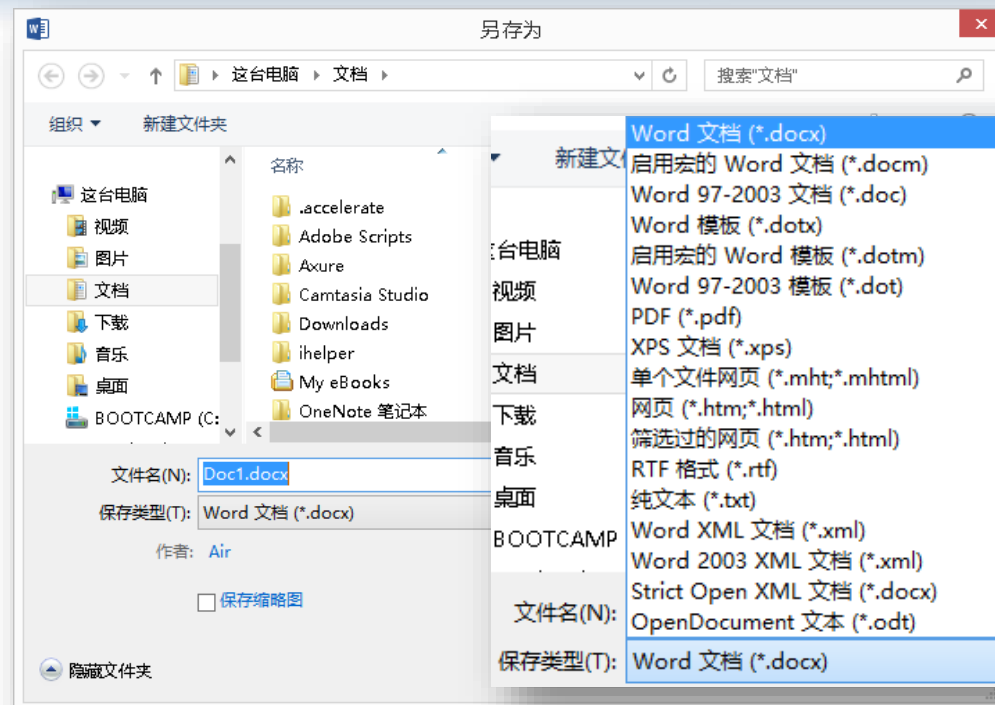 另存为
这台电脑 文档
搜索"文档"
组织 新建文件夹
名称
这台电脑
视频
图片
文档
下载
音乐
桌面
BOOTCAMP (C:
.accelerate
Adobe Scripts
Axure
Camtasia Studio
Downloads
ihelper
My eBooks
OneNote 笔记本
文件名(N): Doc1.docx
保存类型(T): Word 文档 (*.docx)
作者: Air
保存缩略图
隐藏文件夹
新建文
台电脑
视频
图片
文档
下载
音乐
桌面
BOOTCAMP
Word 文档 (*.docx)
启用宏的 Word 文档 (*.docm)
Word 97-2003 文档 (*.doc)
Word 模板 (*.dotx)
启用宏的 Word 模板 (*.dotm)
Word 97-2003 模板 (*.dot)
PDF (*.pdf)
XPS 文档 (*.xps)
单个文件网页 (*.mht;*.mhtml)
网页 (*.htm;*.html)
筛选过的网页 (*.htm;*.html)
RTF 格式 (*.rtf)
纯文本 (*.txt)
Word XML 文档 (*.xml)
Word 2003 XML 文档 (*.xml)
Strict Open XML 文档 (*.docx)
OpenDocument 文本 (*.odt)
文件名(N):
保存类型(T): Word 文档 (*.docx)